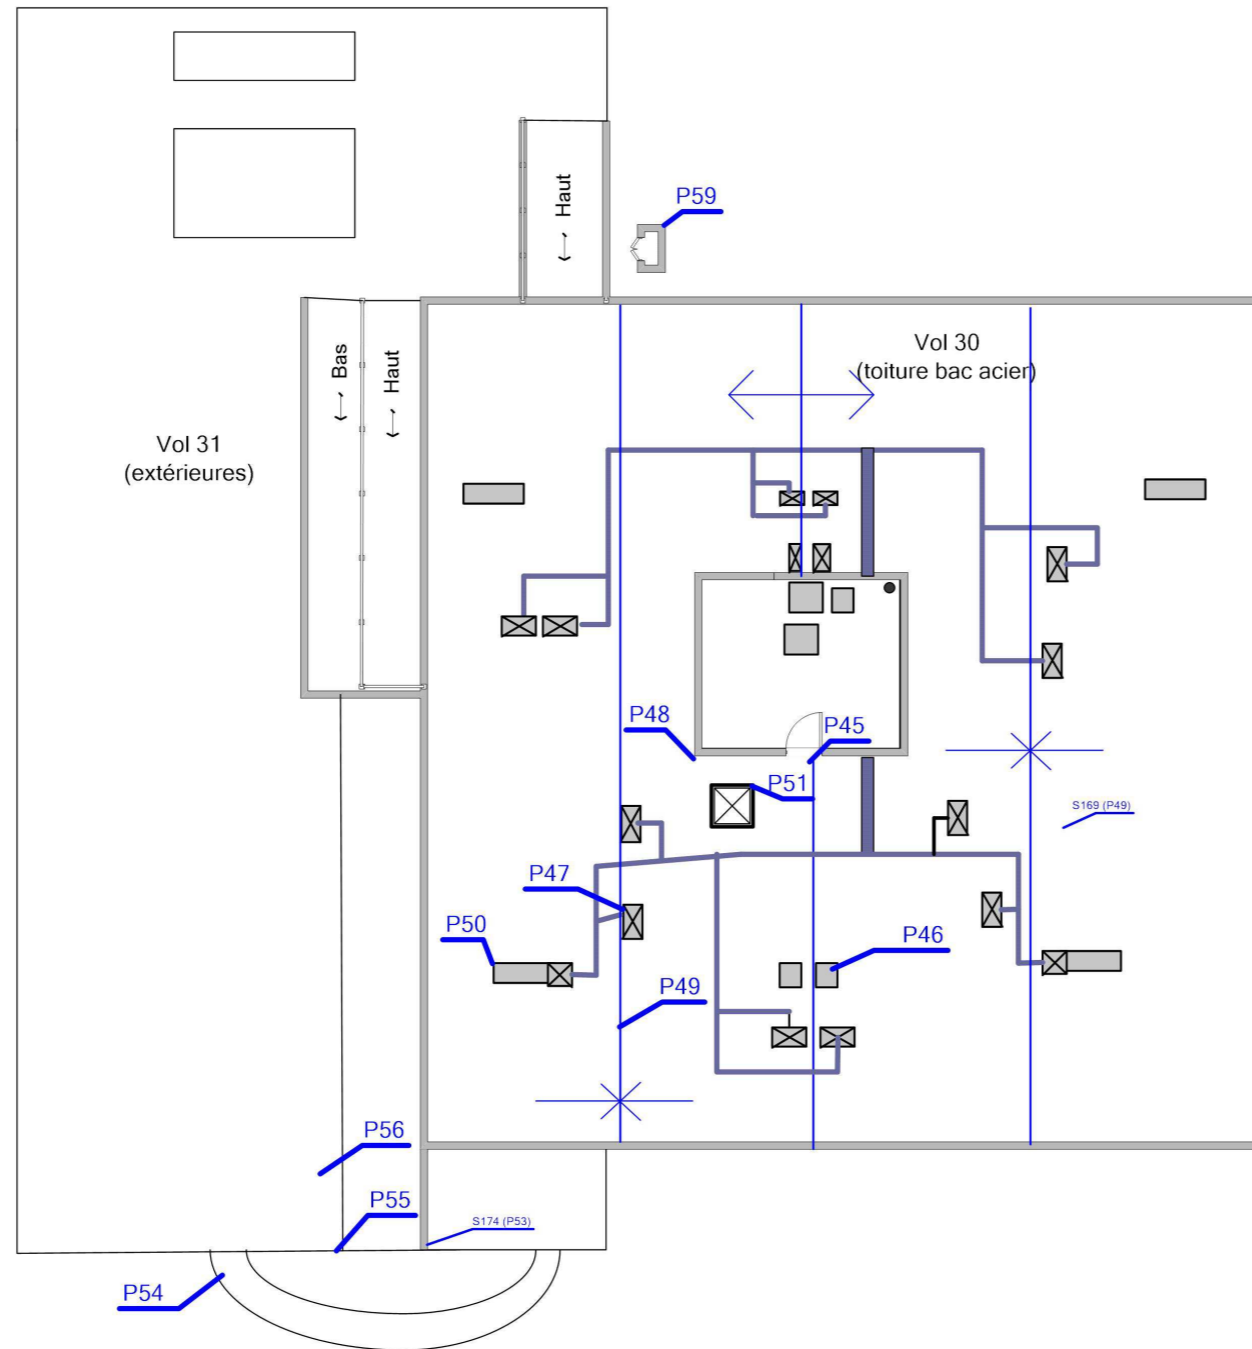 P59
Haut
Bas
Haut
Vol 30
(toiture bac acier)
Vol 31
(extérieures)
P48
P45
P51
S169 (P49)
P47
P50
P46
P49
P56
P55
S174 (P53)
P54